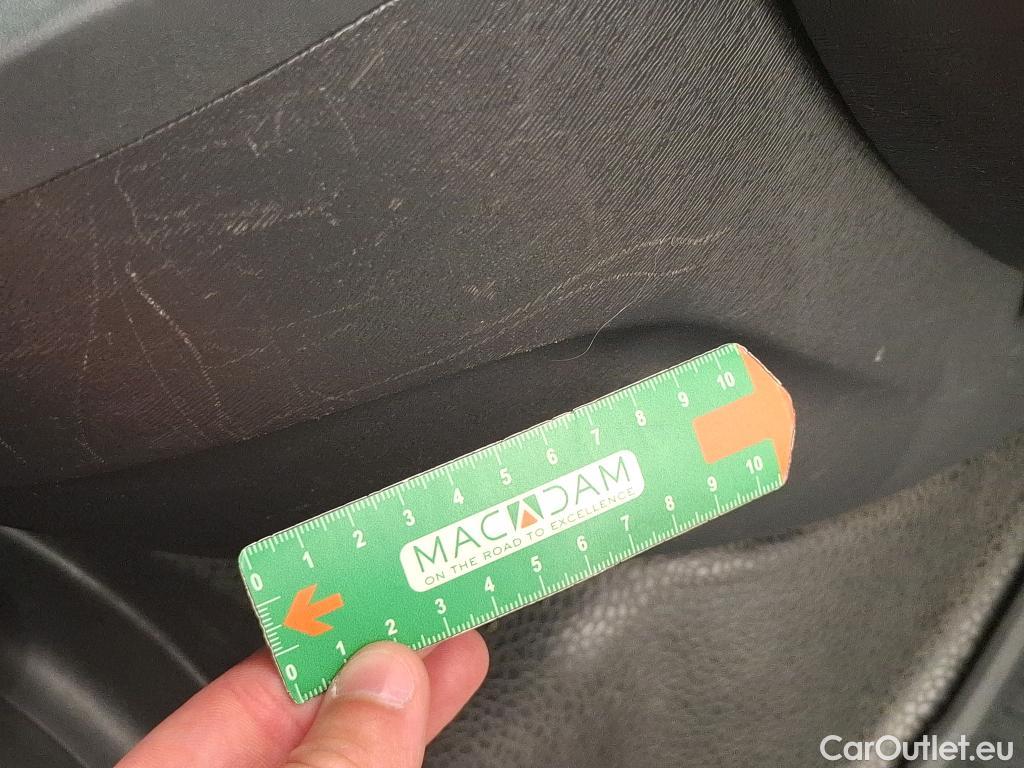 0 1 2 3 4 5 6 7 8 9 10
MACADAM
ON THE ROAD TO EXCELLENCE
0 1 2 3 4 5 6 7 8 9 10
CarOutlet.eu